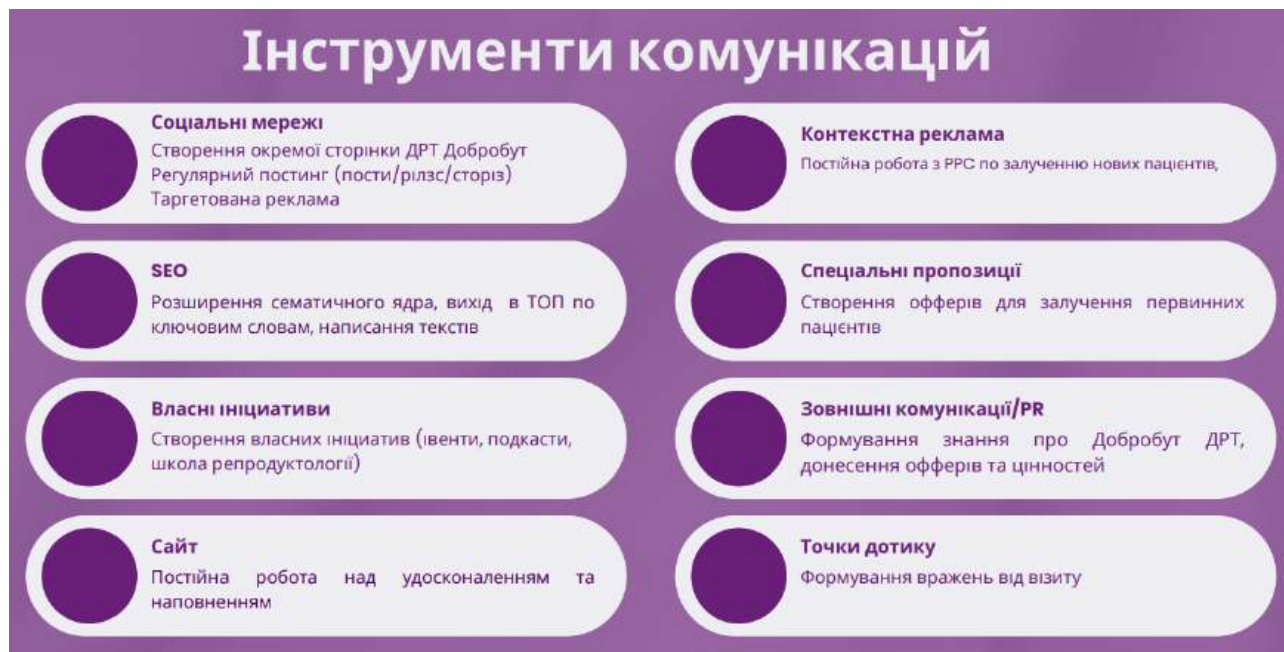 Інструменти комунікацій
Соціальні мережі
Створення окремої сторінки ДРТ Добробут
Регулярний постинг (пости/рілзс/сторіз)
Таргетована реклама
SEO
Розширення сематичного ядра, вихід в ТОП по
ключовим словам, написання текстів
Власні ініциативи
Створення власних ініциатив (івенти, подкасти,
школа репродуктології)
Сайт
Постійна робота над удосконаленням та
наповненням
Контекстна реклама
Постійна робота з PPC по залученню нових пацієнтів,
Спеціальні пропозиції
Створення офферів для залучення первинних
пацієнтів
Зовнішні комунікації/PR
Формування знання про Добробут ДРТ,
донесення офферів та цінностей
Точки дотику
Формування вражень від візиту